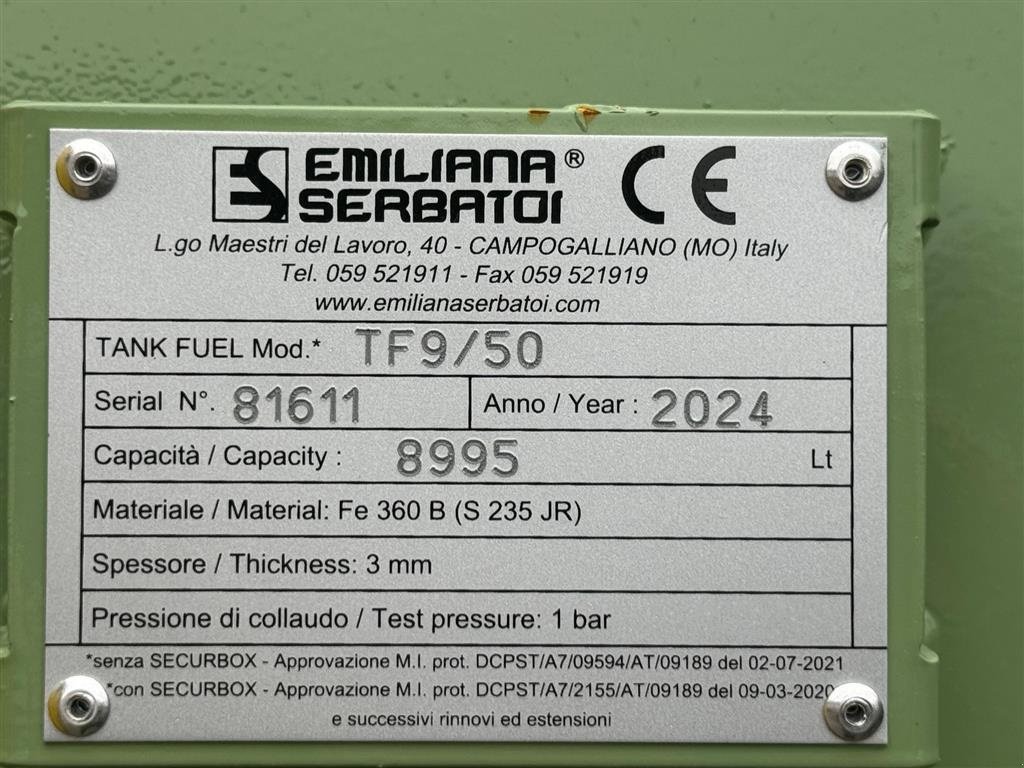 EMILIANA® CE
SERBATOI
L.go Maestri del Lavoro, 40 - CAMPOGALLIANO (MO) Italy
Tel. 059 521911 - Fax 059 521919
www.emilianaserbatoi.com
TANK FUEL Mod.* TF9/50
Serial N°. 81611 Anno / Year : 2024
Capacità / Capacity : 8995 Lt
Materiale / Material: Fe 360 B (S 235 JR)
Spessore / Thickness: 3 mm
Pressione di collaudo / Test pressure: 1 bar
*senza SECURBOX - Approvazione M.I. prot. DCPST/A7/09594/AT/09189 del 02-07-2021
*con SECURBOX - Approvazione M.I. prot. DCPST/A7/2155/AT/09189 del 09-03-2020
e successivi rinnovi ed estensioni